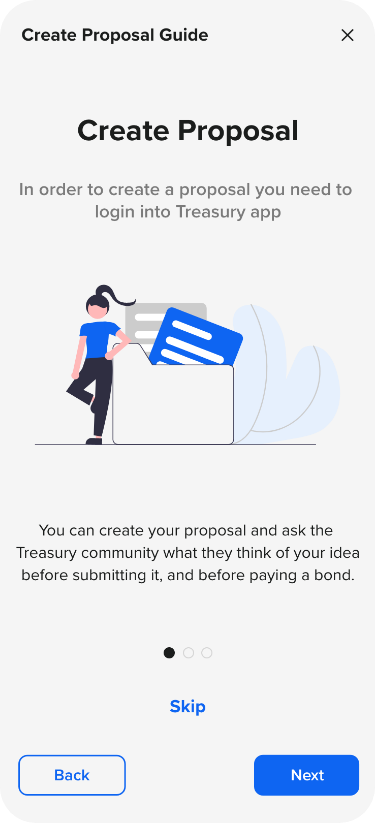 Create Proposal Guide
Create Proposal
In order to create a proposal you need to
login into Treasury app
You can create your proposal and ask the
Treasury community what they think of your idea
before submitting it, and before paying a bond.
Skip
Back
Next